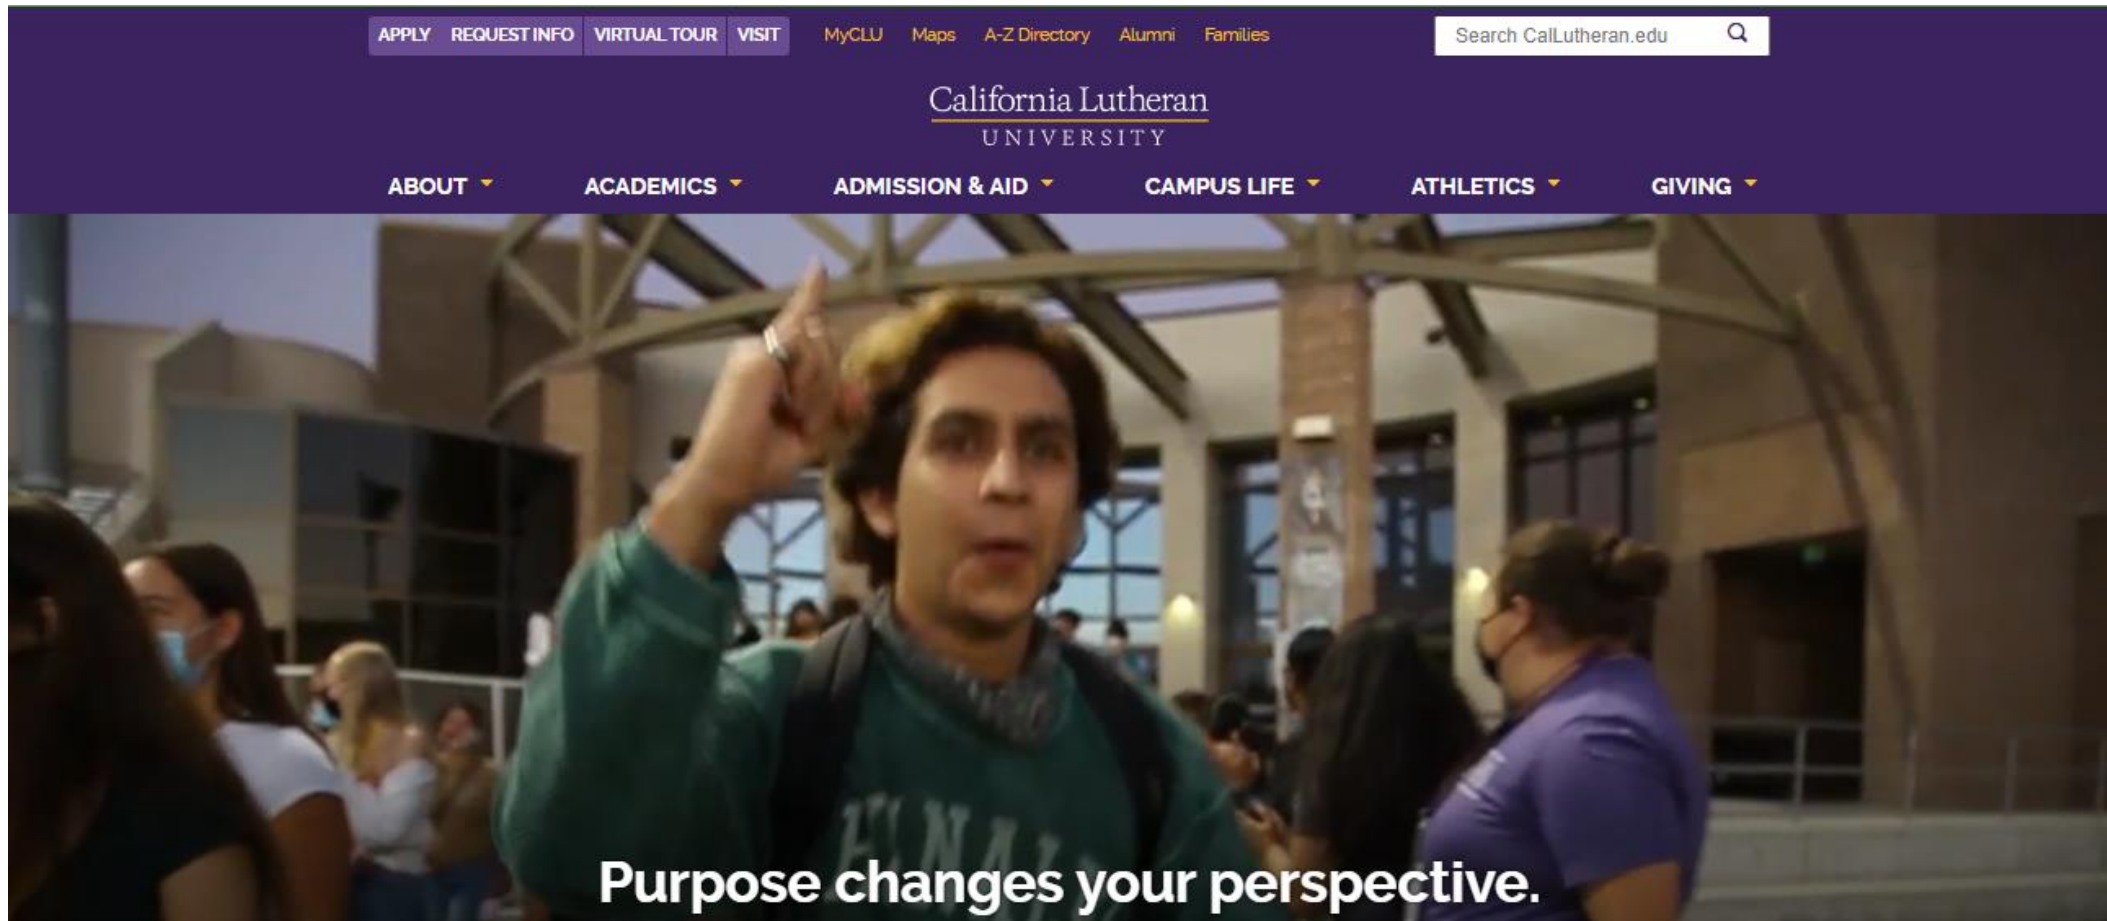 APPLY REQUEST INFO VIRTUAL TOUR VISIT MyCLU Maps A-Z Directory Alumni Families Search CalLutheran.edu
California Lutheran
UNIVERSITY
ABOUT ACADEMICS ADMISSION & AID CAMPUS LIFE ATHLETICS GIVING
Purpose changes your perspective.